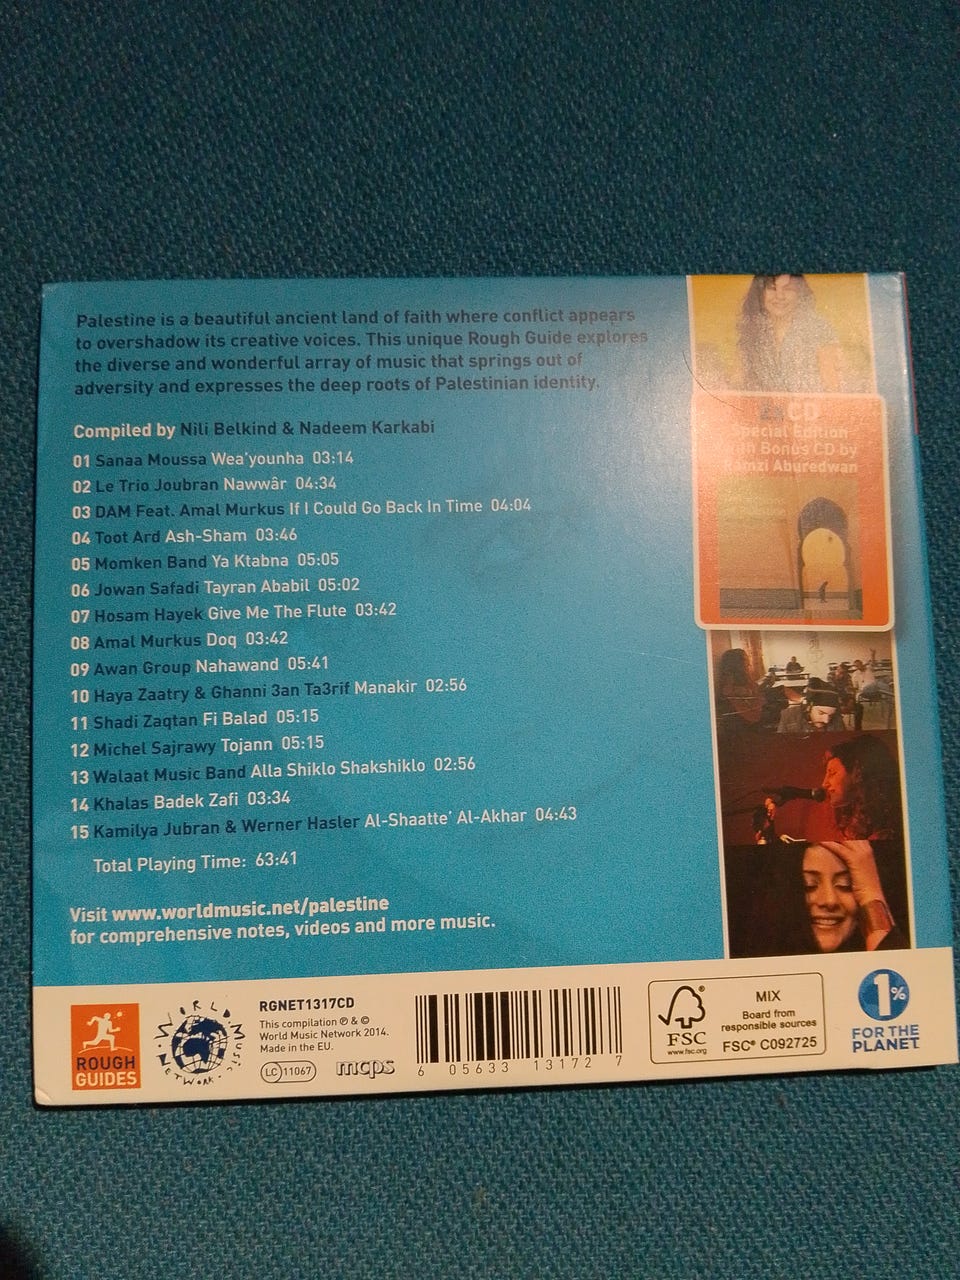 Palestine is a beautiful ancient land of faith where conflict appears
to overshadow its creative voices. This unique Rough Guide explores
the diverse and wonderful array of music that springs out of
adversity and expresses the deep roots of Palestinian identity.
Compiled by Nili Belkind & Nadeem Karkabi
01 Sanaa Moussa Wea'younha 03:14
02 Le Trio Joubran Nawwâr 04:34
03 DAM Feat. Amal Murkus If I Could Go Back In Time 04:04
04 Toot Ard Ash-Sham 03:46
05 Momken Band Ya Ktabna 05:05
06 Jowan Safadi Tayran Ababil 05:02
07 Hosam Hayek Give Me The Flute 03:42
08 Amal Murkus Doq 03:42
09 Awan Group Nahawand 05:41
10 Haya Zaatry & Ghanni 3an Ta3rif Manakir 02:56
11 Shadi Zaqtan Fi Balad 05:15
12 Michel Sajrawy Tojann 05:15
13 Walaat Music Band Alla Shiklo Shakshiklo 02:56
14 Khalas Badek Zafi 03:34
15 Kamilya Jubran & Werner Hasler Al-Shaatte' Al-Akhar 04:43
Total Playing Time: 63:41
Visit www.worldmusic.net/palestine
for comprehensive notes, videos and more music.
CD
Special Edition
with Bonus CD by
Ramzi Aburedwan
ROUGH
GUIDES
WORLD MUSIC NETWORK
RGNET1317CD
This compilation ℗ & ©
World Music Network 2014.
Made in the EU.
LC 11067
mcps
6 05633 13172 7
FSC
www.fsc.org
MIX
Board from
responsible sources
FSC® C092725
1%
FOR THE
PLANET